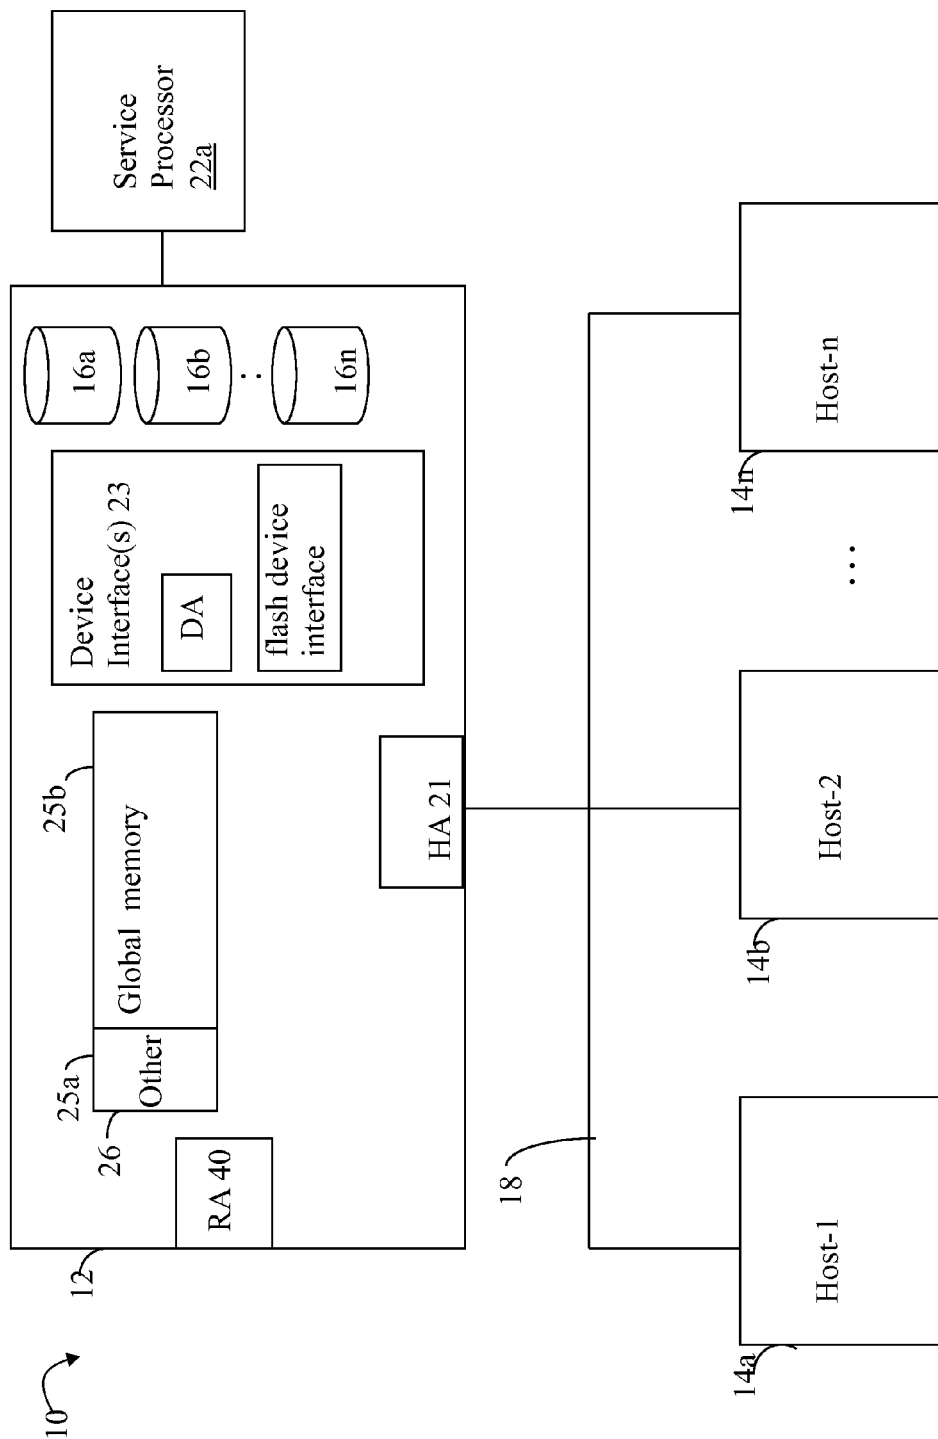 10
12
RA 40
26
25a
Other
Global memory
25b
Device
Interface(s) 23
DA
flash device
interface
16a
16b
..
16n
Service
Processor
22a
HA 21
18
14a
Host-1
14b
Host-2
...
14n
Host-n